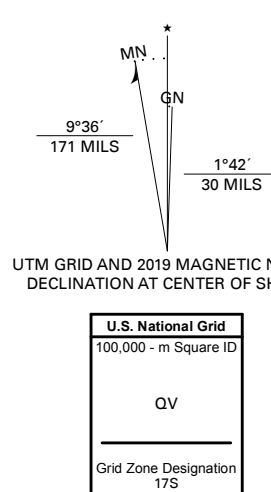 ★
MN
GN
9°36´
171 MILS
1°42´
30 MILS
UTM GRID AND 2019 MAGNETIC N
DECLINATION AT CENTER OF SH
U.S. National Grid
100,000 - m Square ID
QV
Grid Zone Designation
17S